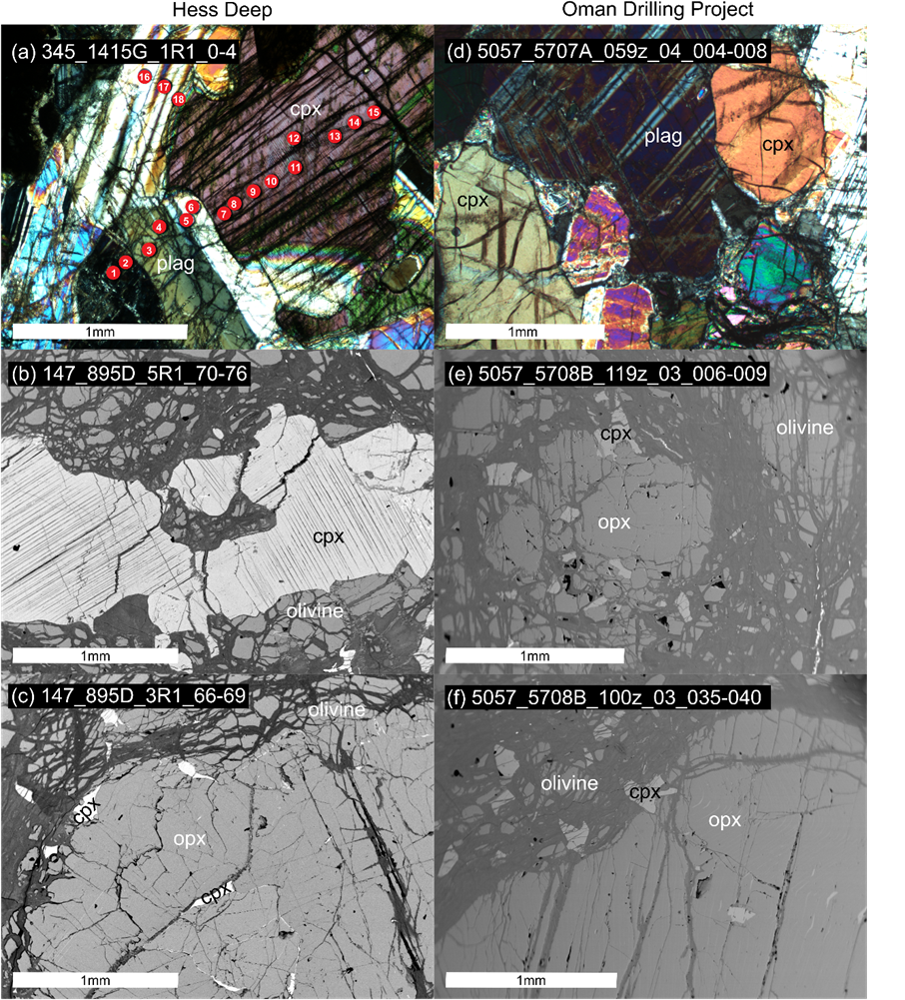 Hess Deep
Oman Drilling Project
(a) 345_1415G_1R1_0-4
16
17
18
cpx
15
14
13
12
11
10
9
8
7
6
5
4
3
2
1
plag
1mm
(d) 5057_5707A_059z_04_004-008
plag
cpx
cpx
1mm
(b) 147_895D_5R1_70-76
cpx
olivine
1mm
(e) 5057_5708B_119z_03_006-009
cpx
olivine
opx
1mm
(c) 147_895D_3R1_66-69
olivine
cpx
opx
cpx
1mm
(f) 5057_5708B_100z_03_035-040
olivine
cpx
opx
1mm